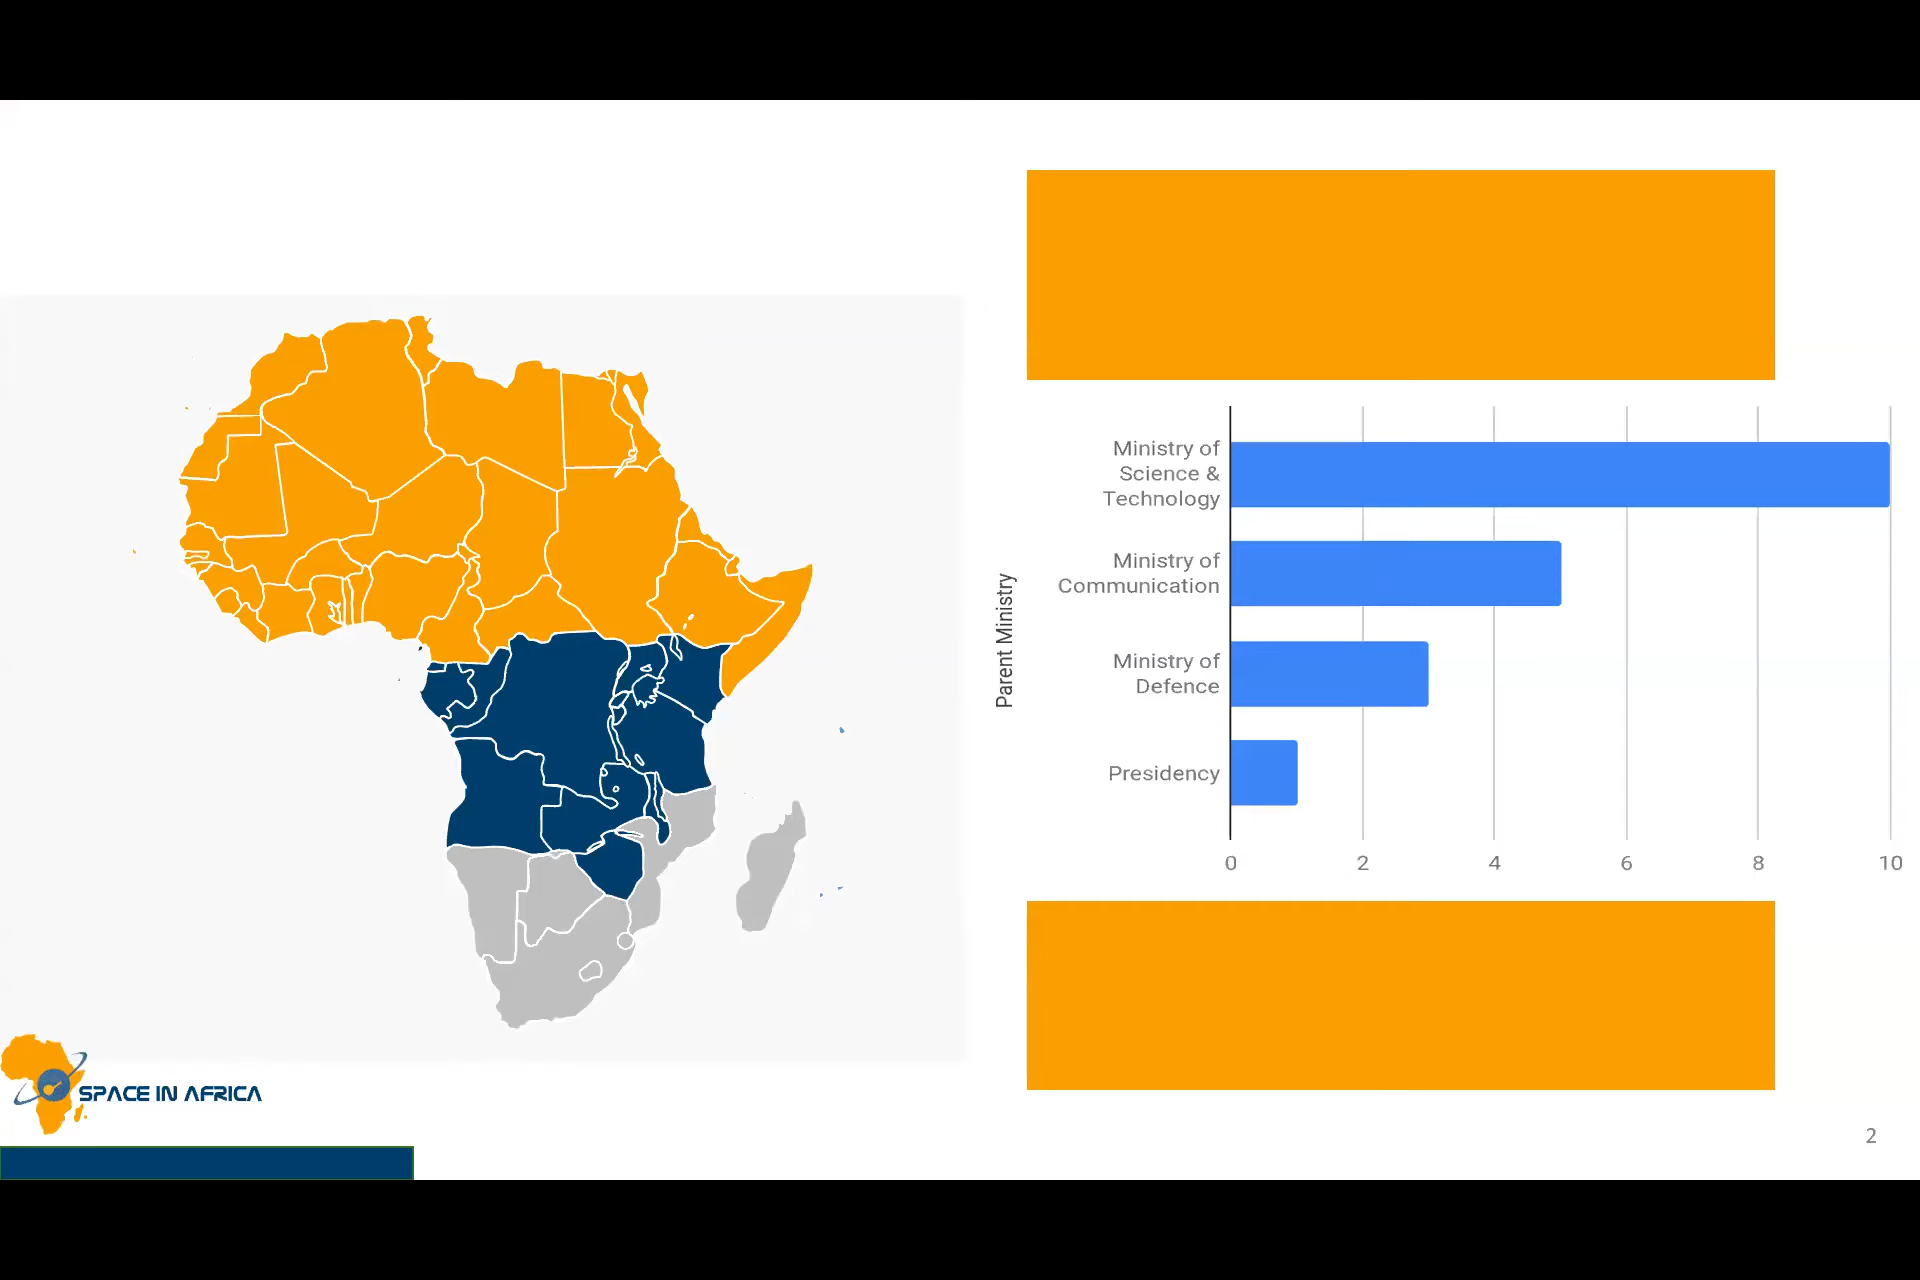 Ministry of
Science &
Technology
Ministry of
Communication
Ministry of
Defence
Presidency
Parent Ministry
0 2 4 6 8 10
SPACE IN AFRICA
2